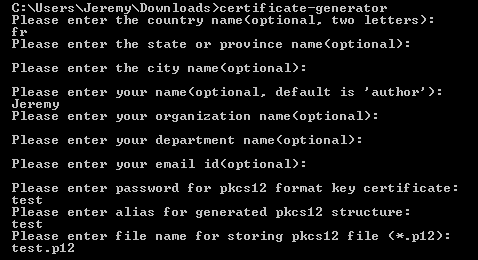 C:\Users\Jeremy\Downloads>certificate-generator
Please enter the country name(optional, two letters):
fr
Please enter the state or province name(optional):
Please enter the city name(optional):
Please enter your name(optional, default is 'author'):
Jeremy
Please enter your organization name(optional):
Please enter your department name(optional):
Please enter your email id(optional):
Please enter password for pkcs12 format key certificate:
test
Please enter alias for generated pkcs12 structure:
test
Please enter file name for storing pkcs12 file (*.p12):
test.p12